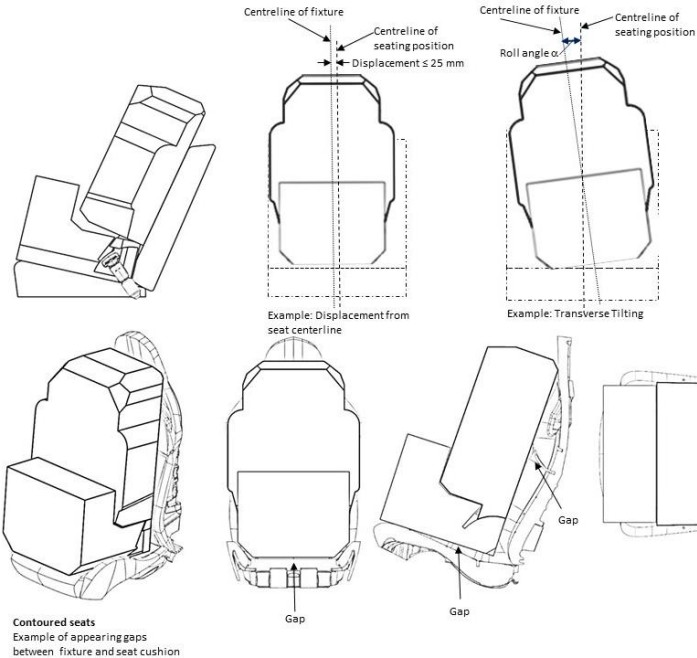 Centreline of fixture
Centreline of
seating position
Displacement ≤ 25 mm
Centreline of fixture
Centreline of
seating position
Roll angle α
Example: Displacement from
seat centerline
Example: Transverse Tilting
Gap
Gap
Gap
Contoured seats
Example of appearing gaps
between fixture and seat cushion